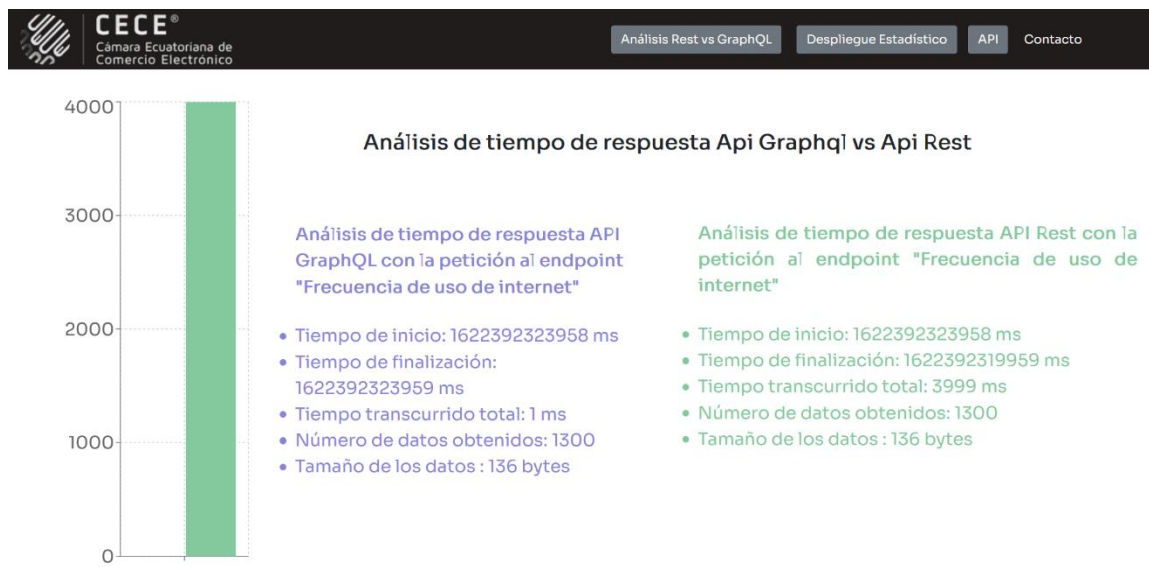 CECE®
Cámara Ecuatoriana de
Comercio Electrónico
Análisis Rest vs GraphQL
Despliegue Estadístico
API
Contacto
4000
3000
2000
1000
0
Análisis de tiempo de respuesta Api Graphql vs Api Rest
Análisis de tiempo de respuesta API
GraphQL con la petición al endpoint
"Frecuencia de uso de internet"
• Tiempo de inicio: 1622392323958 ms
• Tiempo de finalización:
1622392323959 ms
• Tiempo transcurrido total: 1 ms
• Número de datos obtenidos: 1300
• Tamaño de los datos : 136 bytes
Análisis de tiempo de respuesta API Rest con la
petición al endpoint "Frecuencia de uso de
internet"
• Tiempo de inicio: 1622392323958 ms
• Tiempo de finalización: 1622392319959 ms
• Tiempo transcurrido total: 3999 ms
• Número de datos obtenidos: 1300
• Tamaño de los datos : 136 bytes